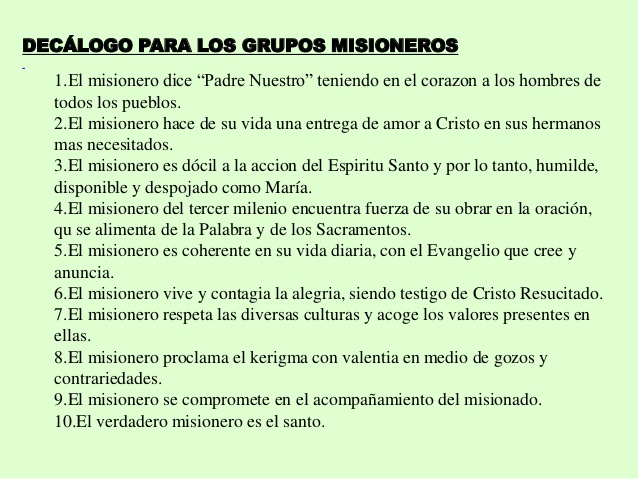 DECÁLOGO PARA LOS GRUPOS MISIONEROS
1.El misionero dice “Padre Nuestro” teniendo en el corazon a los hombres de
todos los pueblos.
2.El misionero hace de su vida una entrega de amor a Cristo en sus hermanos
mas necesitados.
3.El misionero es dócil a la accion del Espiritu Santo y por lo tanto, humilde,
disponible y despojado como María.
4.El misionero del tercer milenio encuentra fuerza de su obrar en la oración,
qu se alimenta de la Palabra y de los Sacramentos.
5.El misionero es coherente en su vida diaria, con el Evangelio que cree y
anuncia.
6.El misionero vive y contagia la alegria, siendo testigo de Cristo Resucitado.
7.El misionero respeta las diversas culturas y acoge los valores presentes en
ellas.
8.El misionero proclama el kerigma con valentia en medio de gozos y
contrariedades.
9.El misionero se compromete en el acompañamiento del misionado.
10.El verdadero misionero es el santo.